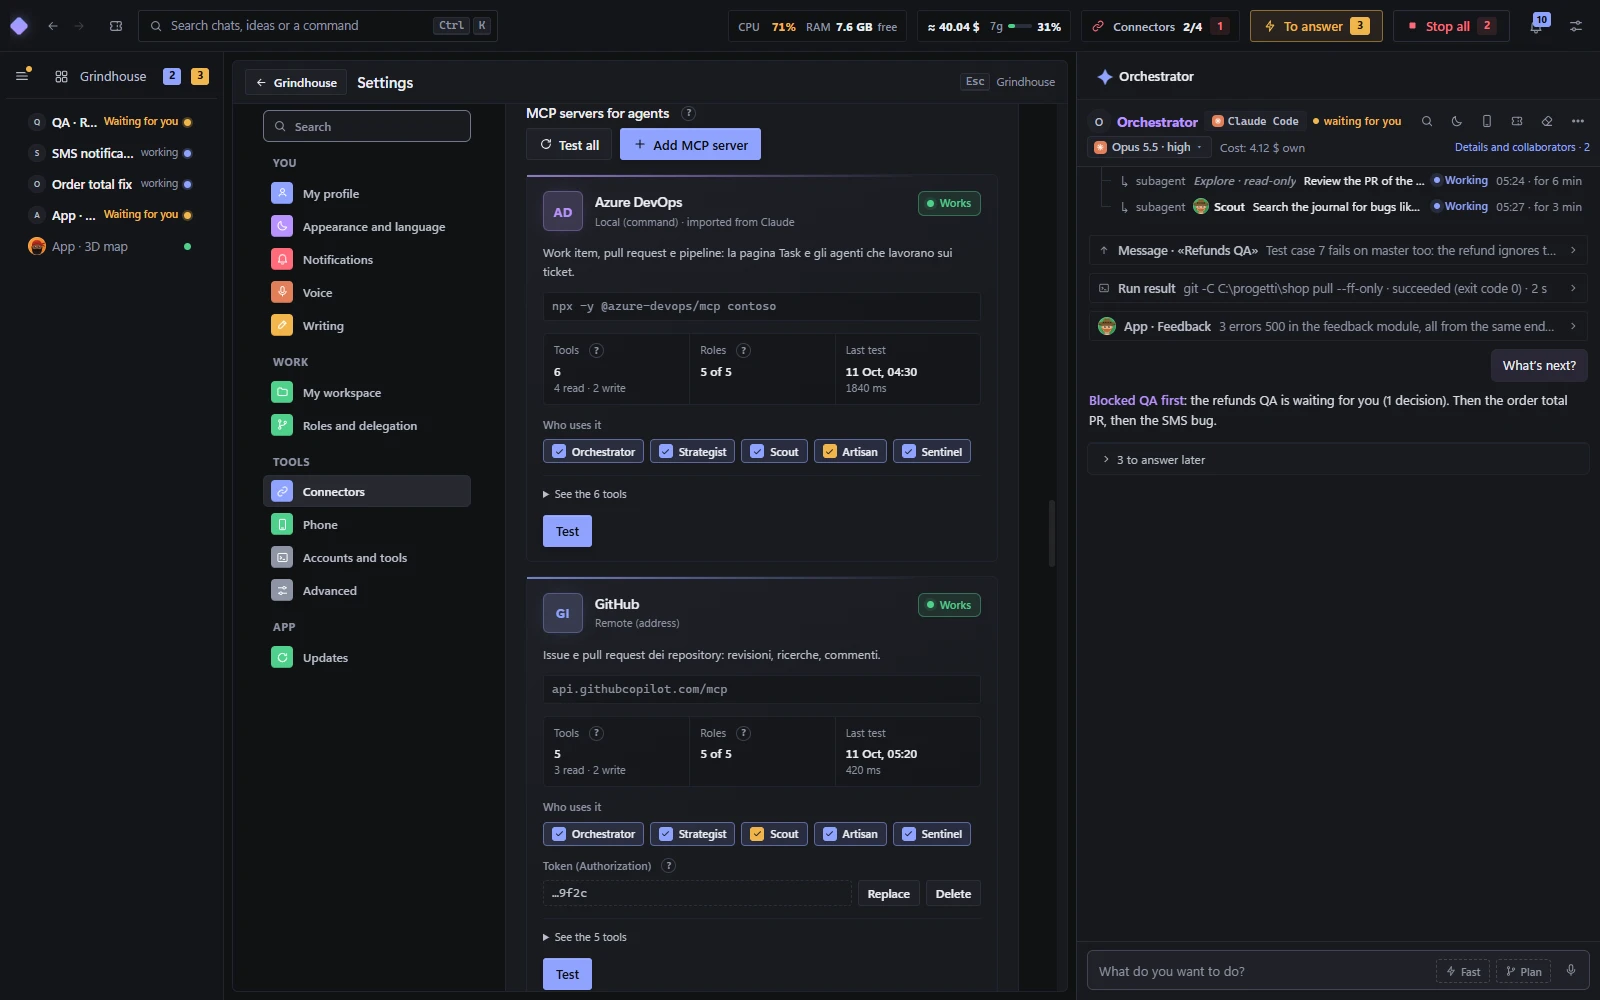 Search chats, ideas or a command Ctrl K
CPU 71% RAM 7.6 GB free
≈ 40.04 $ 7g 31%
Connectors 2/4 1
To answer 3
Stop all 2
10
Grindhouse 2 3
Q QA · R... Waiting for you
S SMS notifica... working
O Order total fix working
A App · ... Waiting for you
App · 3D map
← Grindhouse Settings
Esc Grindhouse
Search
YOU
My profile
Appearance and language
Notifications
Voice
Writing
WORK
My workspace
Roles and delegation
TOOLS
Connectors
Phone
Accounts and tools
Advanced
APP
Updates
MCP servers for agents ?
Test all
+ Add MCP server
AD
Azure DevOps
Local (command) · imported from Claude
Works
Work item, pull request e pipeline: la pagina Task e gli agenti che lavorano sui
ticket.
npx -y @azure-devops/mcp contoso
Tools ?
6
4 read · 2 write
Roles ?
5 of 5
Last test
11 Oct, 04:30
1840 ms
Who uses it
Orchestrator Strategist Scout Artisan Sentinel
See the 6 tools
Test
GI
GitHub
Remote (address)
Works
Issue e pull request dei repository: revisioni, ricerche, commenti.
api.githubcopilot.com/mcp
Tools ?
5
3 read · 2 write
Roles ?
5 of 5
Last test
11 Oct, 05:20
420 ms
Who uses it
Orchestrator Strategist Scout Artisan Sentinel
Token (Authorization) ?
…9f2c
Replace
Delete
See the 5 tools
Test
Orchestrator
O Orchestrator Claude Code waiting for you
Opus 5.5 · high Cost: 4.12 $ own
Details and collaborators · 2
subagent Explore · read-only Review the PR of the ... Working 05:24 · for 6 min
subagent Scout Search the journal for bugs lik... Working 05:27 · for 3 min
Message · «Refunds QA» Test case 7 fails on master too: the refund ignores t...
Run result git -C C:\progetti\shop pull --ff-only · succeeded (exit code 0) · 2 s
App · Feedback 3 errors 500 in the feedback module, all from the same end...
What's next?
Blocked QA first: the refunds QA is waiting for you (1 decision). Then the order total
PR, then the SMS bug.
3 to answer later
What do you want to do?
Fast
Plan